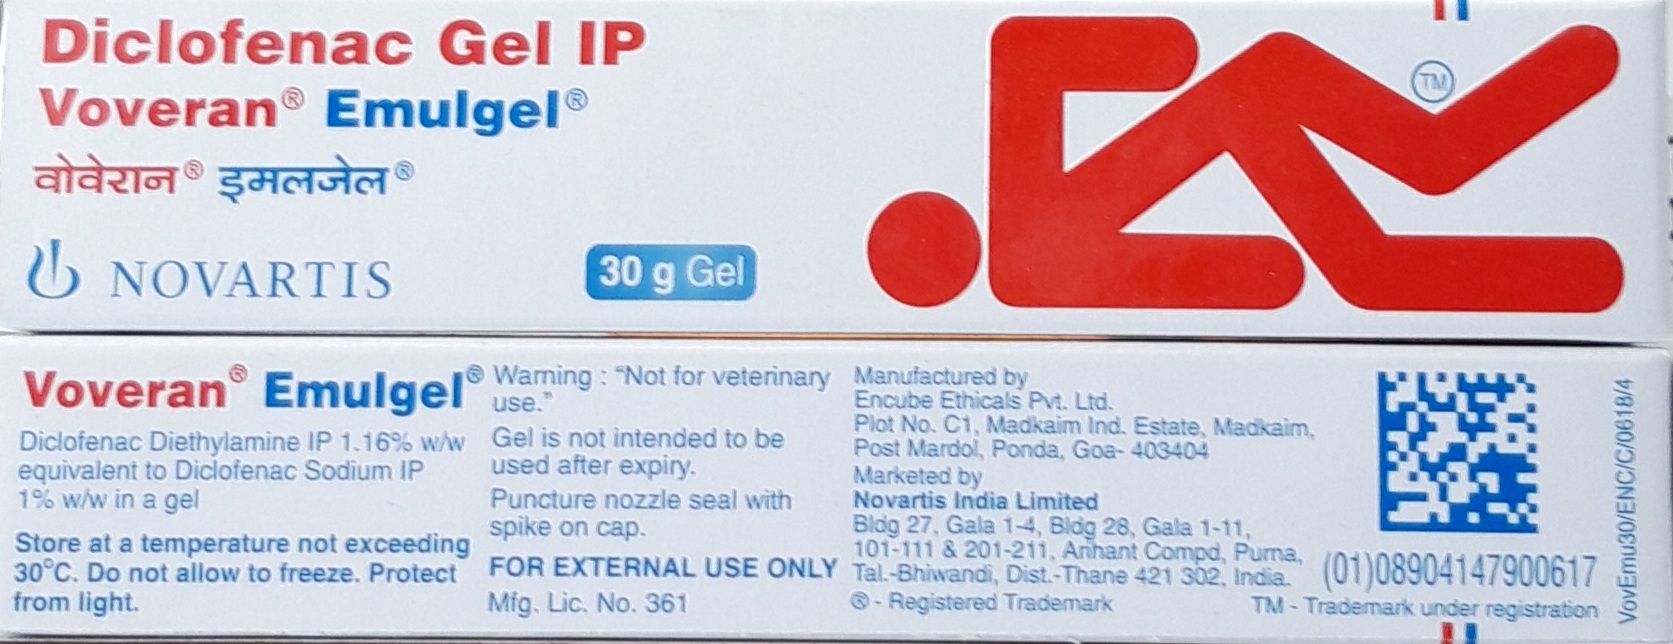 Diclofenac Gel IP
Voveran® Emulgel®
वोवेरान® इमलजेल®
NOVARTIS
30 g Gel
TM
Voveran® Emulgel®
Diclofenac Diethylamine IP 1.16% w/w
equivalent to Diclofenac Sodium IP
1% w/w in a gel
Store at a temperature not exceeding
30°C. Do not allow to freeze. Protect
from light.
Warning : “Not for veterinary
use.”
Gel is not intended to be
used after expiry.
Puncture nozzle seal with
spike on cap.
FOR EXTERNAL USE ONLY
Mfg. Lic. No. 361
Manufactured by
Encube Ethicals Pvt. Ltd.
Plot No. C1, Madkaim Ind. Estate, Madkaim,
Post Mardol, Ponda, Goa- 403404
Marketed by
Novartis India Limited
Bldg 27, Gala 1-4, Bldg 28, Gala 1-11,
101-111 & 201-211, Arihant Compd, Purna,
Tal.-Bhiwandi, Dist.-Thane 421 302, India.
® - Registered Trademark
(01)08904147900617
TM - Trademark under registration
VovEmu30/ENC/C/0618/4